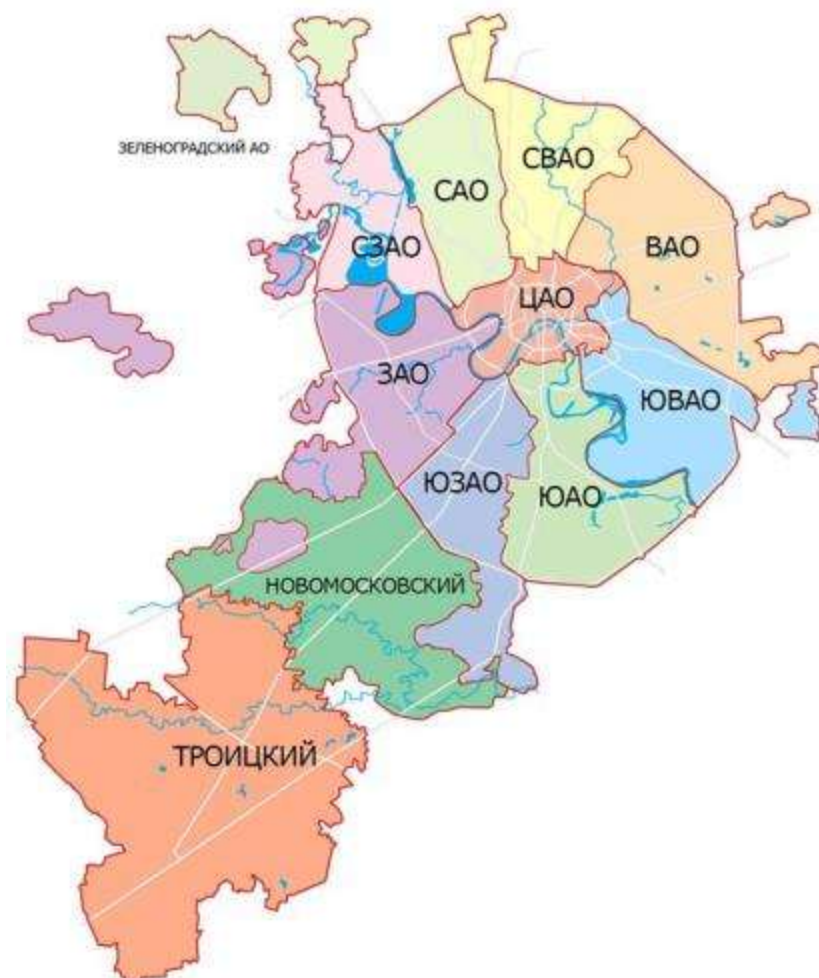 ЗЕЛЕНОГРАДСКИЙ АО
СВАО
САО
СЗАО
ВАО
ЦАО
ЗАО
ЮВАО
ЮЗАО
ЮАО
НОВОМОСКОВСКИЙ
ТРОИЦКИЙ